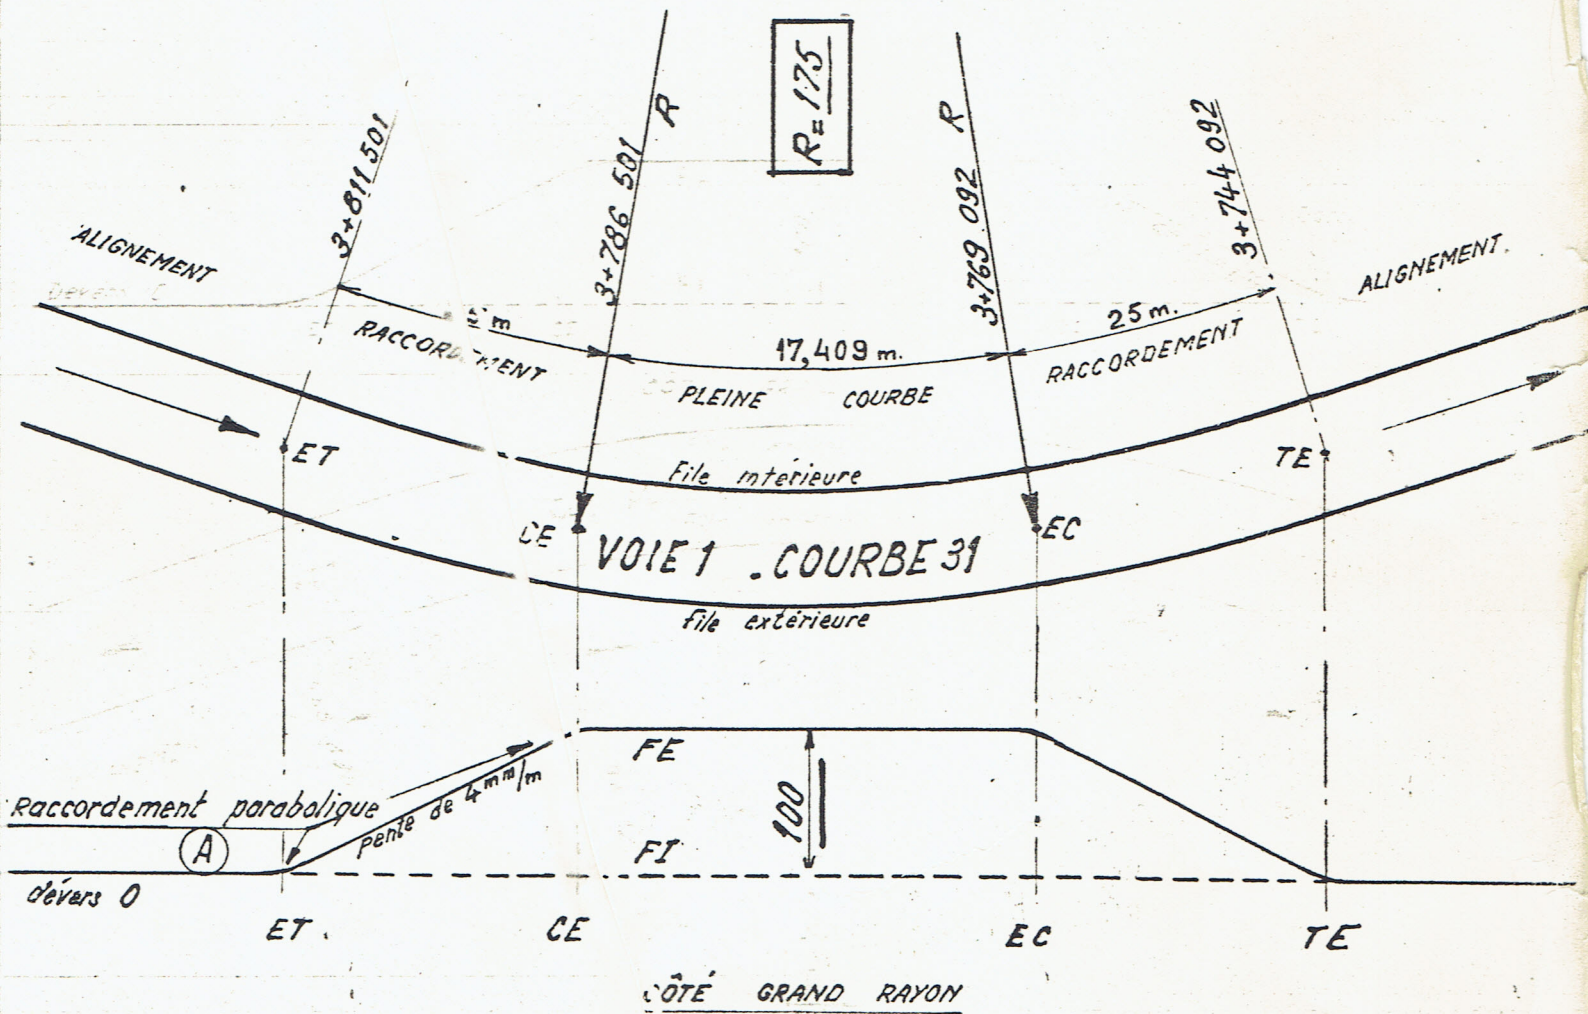 R=175
R
R
3+811 501
3+786 501
3+769 092
3+744 092
ALIGNEMENT
ALIGNEMENT.
m
17,409 m.
25 m.
RACCORDEMENT
PLEINE COURBE
RACCORDEMENT
ET
File intérieure
TE
CE
VOIE 1 . COURBE 31
EC
file extérieure
FE
Raccordement parabolique
pente de 4 mm/m
100
A
FI
dévers 0
ET.
CE
EC
TE
CÔTÉ GRAND RAYON